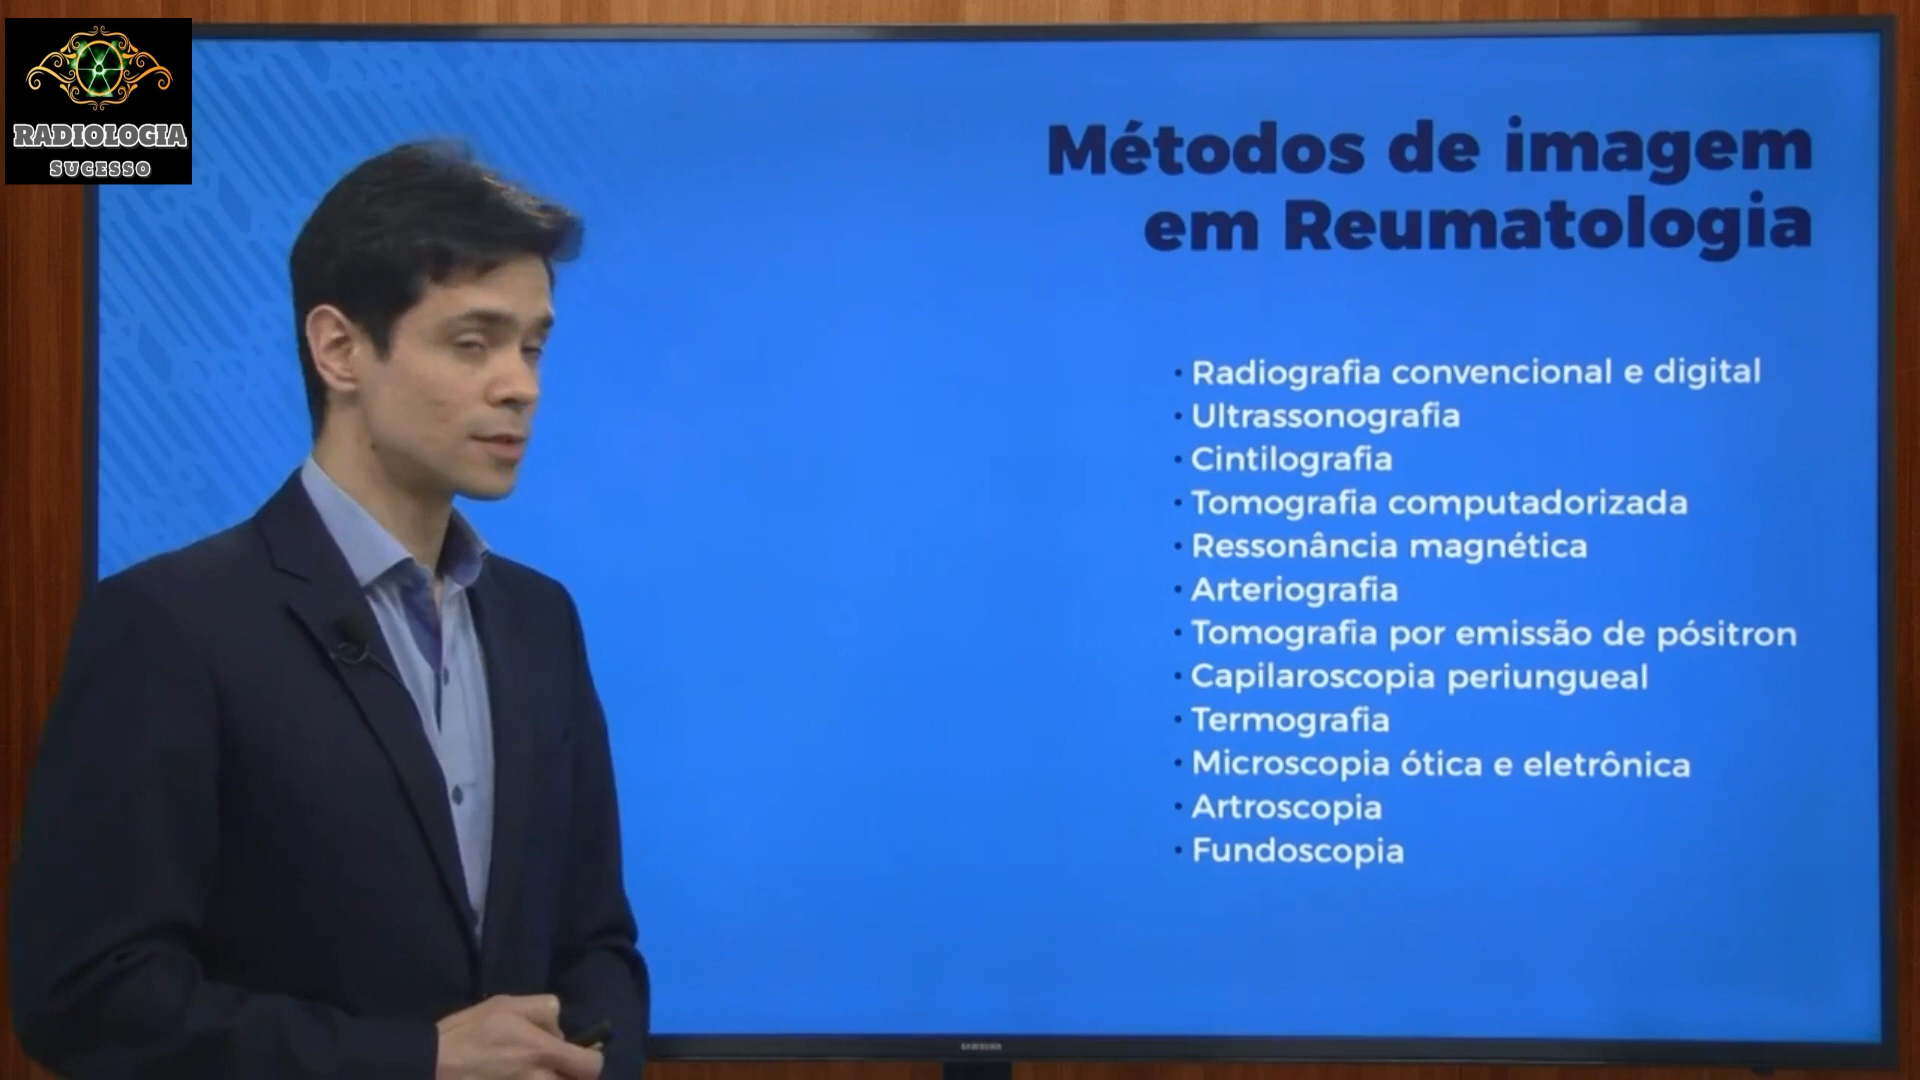 RADIOLOGIA
SUCESSO
Métodos de imagem
em Reumatologia
· Radiografia convencional e digital
· Ultrassonografia
· Cintilografia
· Tomografia computadorizada
· Ressonância magnética
· Arteriografia
· Tomografia por emissão de pósitron
· Capilaroscopia periungueal
· Termografia
· Microscopia ótica e eletrônica
· Artroscopia
· Fundoscopia
SAMSUNG